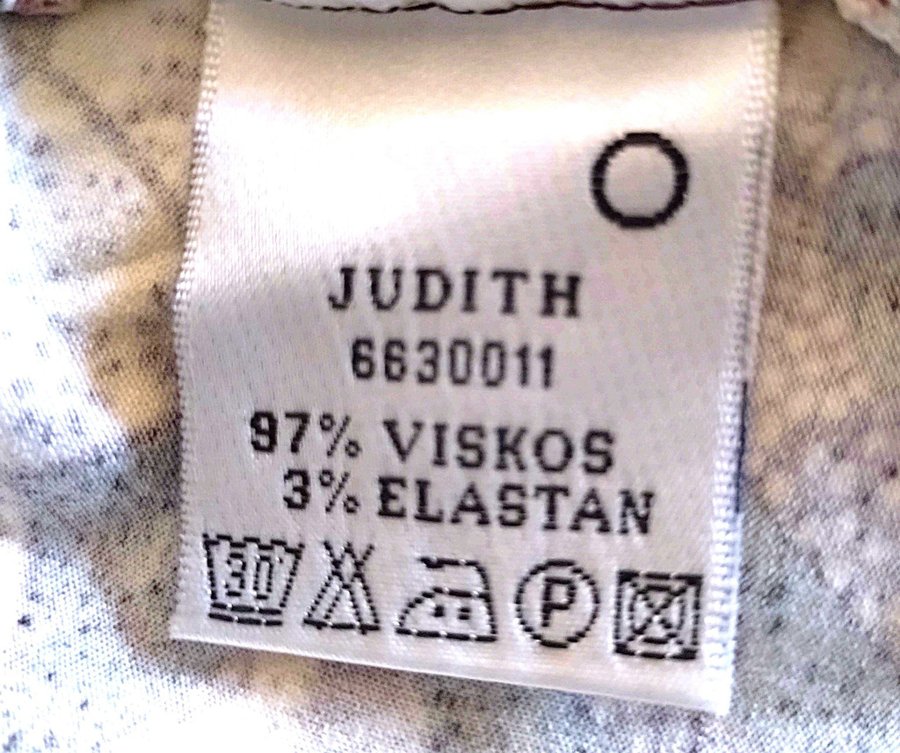 JUDITH
6630011
97% VISKOS
3% ELASTAN
30° P